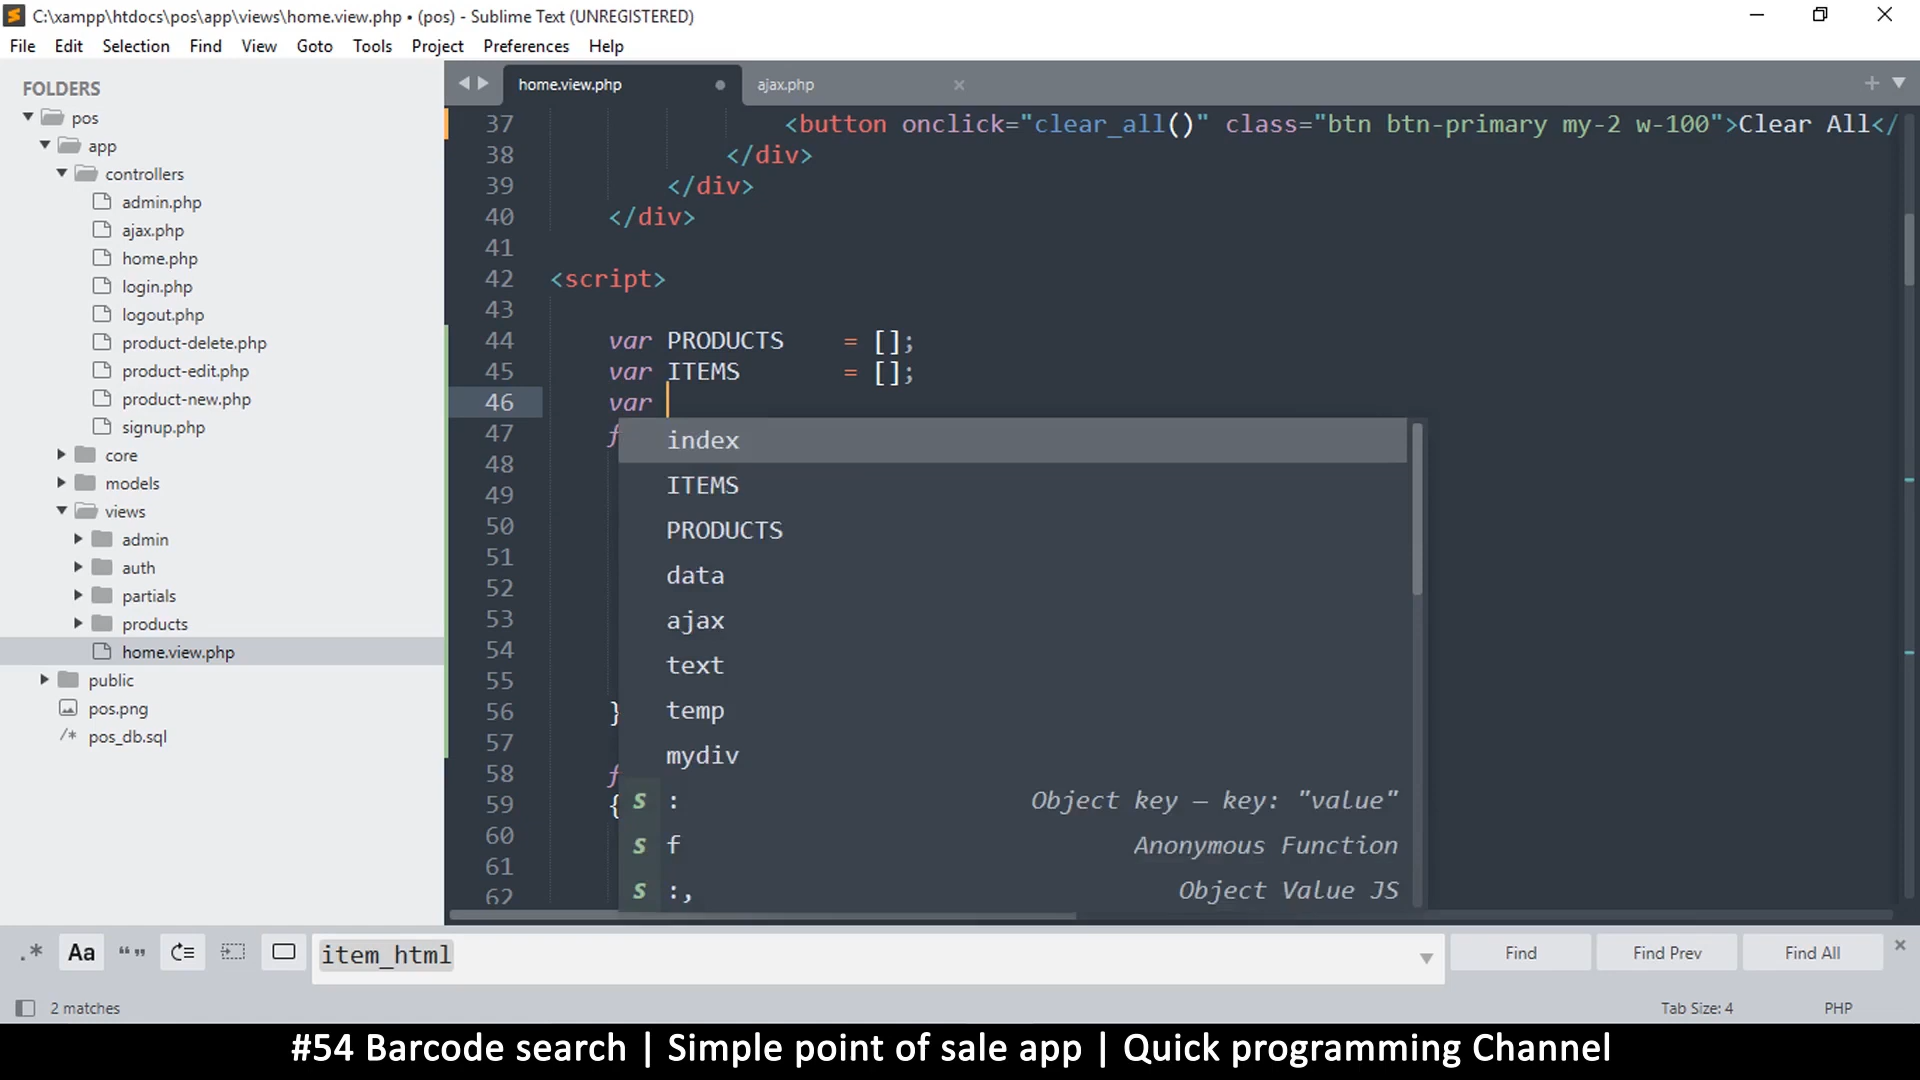 C:\xampp\htdocs\pos\app\views\home.view.php • (pos) - Sublime Text (UNREGISTERED)
File Edit Selection Find View Goto Tools Project Preferences Help
FOLDERS
pos
app
controllers
admin.php
ajax.php
home.php
login.php
logout.php
product-delete.php
product-edit.php
product-new.php
signup.php
core
models
views
admin
auth
partials
products
home.view.php
public
pos.png
/* pos_db.sql
home.view.php ajax.php
37 <button onclick="clear_all()" class="btn btn-primary my-2 w-100">Clear All</
38 </div>
39 </div>
40 </div>
41
42 <script>
43
44 var PRODUCTS = [];
45 var ITEMS = [];
46 var
47 f
48
49
50
51
52
53
54
55
56 }
57
58 f
59 {
60
61
62
index
ITEMS
PRODUCTS
data
ajax
text
temp
mydiv
s : Object key — key: "value"
s f Anonymous Function
s :, Object Value JS
.* Aa “” item_html Find Find Prev Find All
2 matches Tab Size: 4 PHP
#54 Barcode search | Simple point of sale app | Quick programming Channel